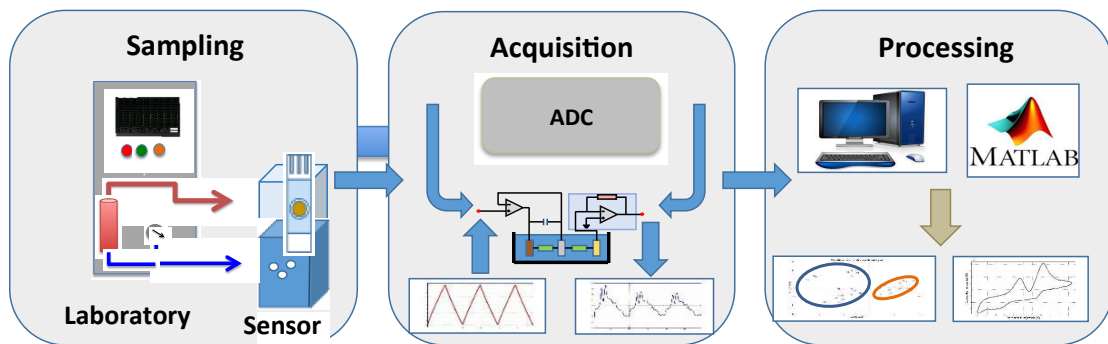 Sampling
Laboratory
Sensor
Acquisition
ADC
Processing
MATLAB